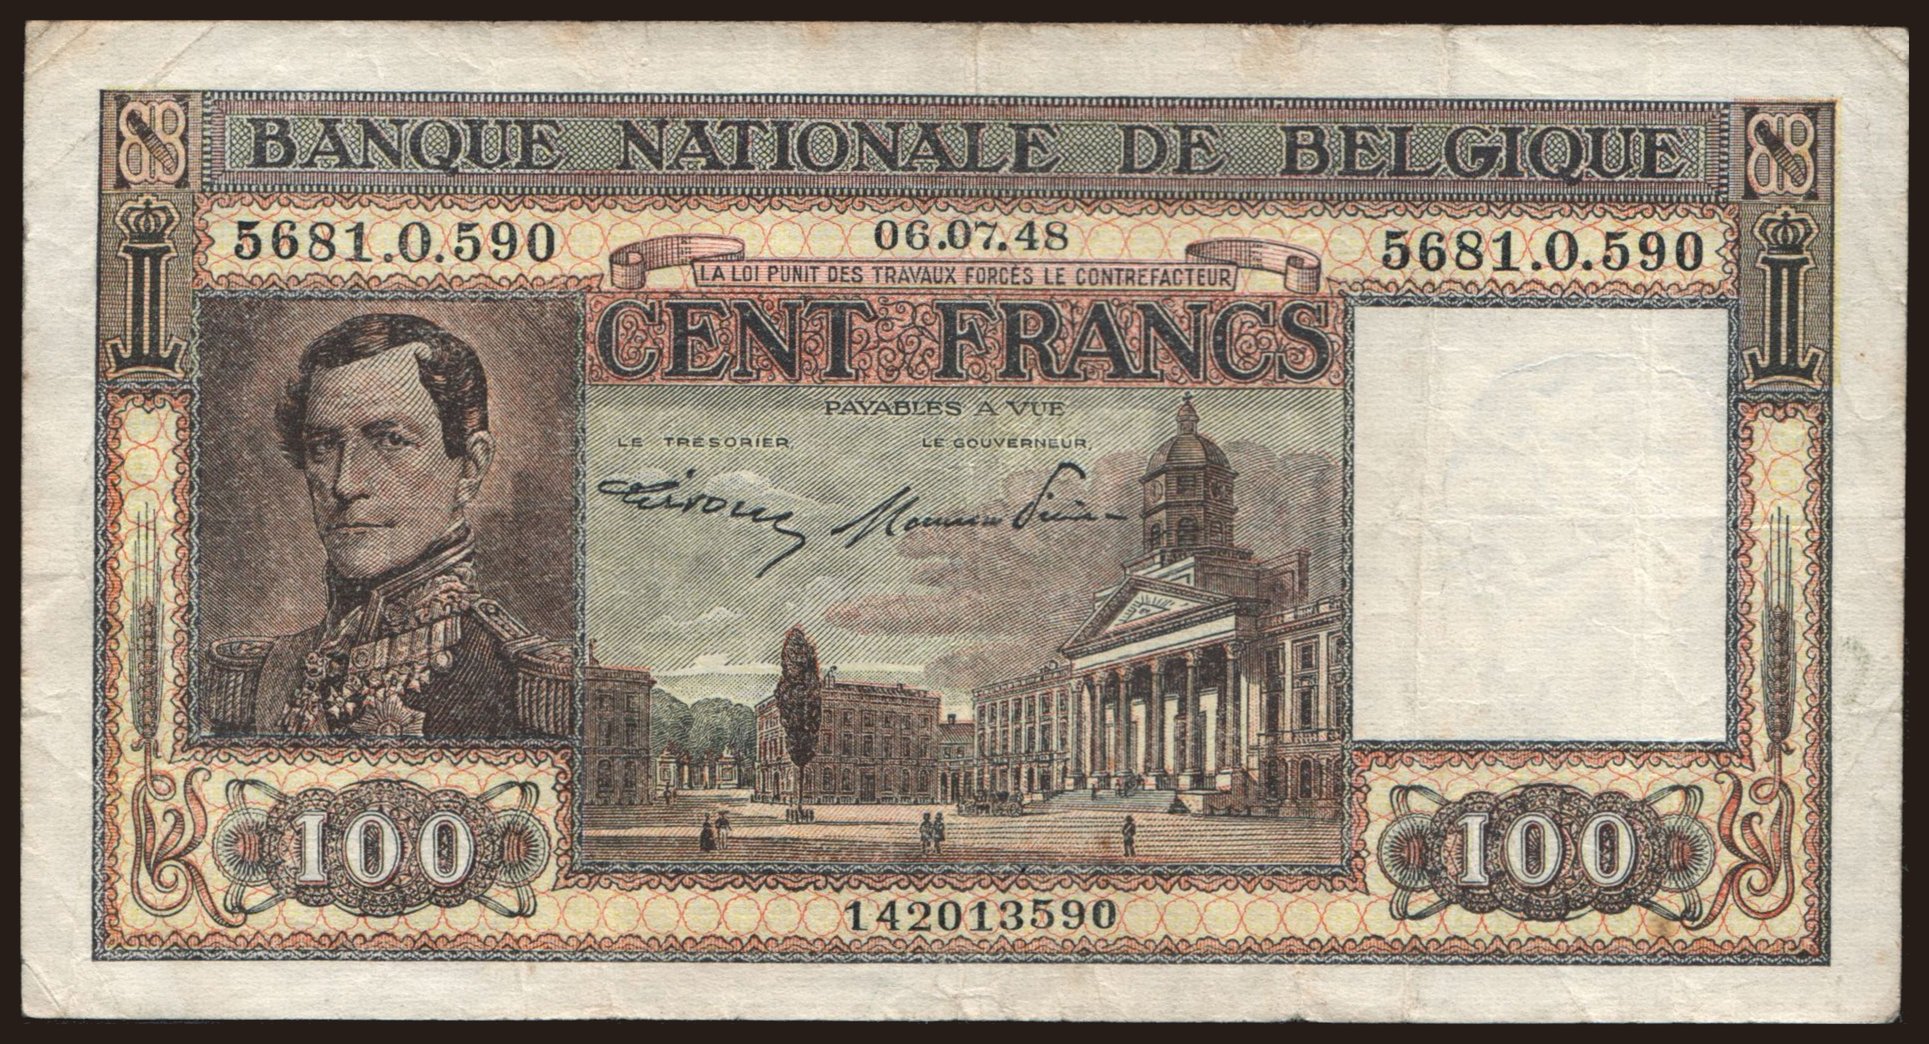 BANQUE NATIONALE DE BELGIQUE
5681.O.590 06.07.48 5681.O.590
LA LOI PUNIT DES TRAVAUX FORCÉS LE CONTREFACTEUR
CENT FRANCS
PAYABLES A VUE
LE TRÉSORIER, LE GOUVERNEUR,
100 100
142013590